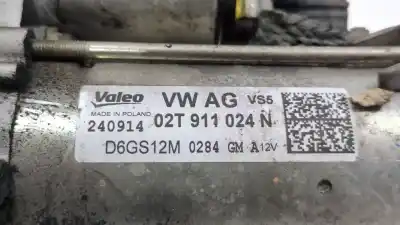 Valeo VW AG VS5
MADE IN POLAND
240914 02T 911 024 N
D6GS12M 0284 GM A 12V